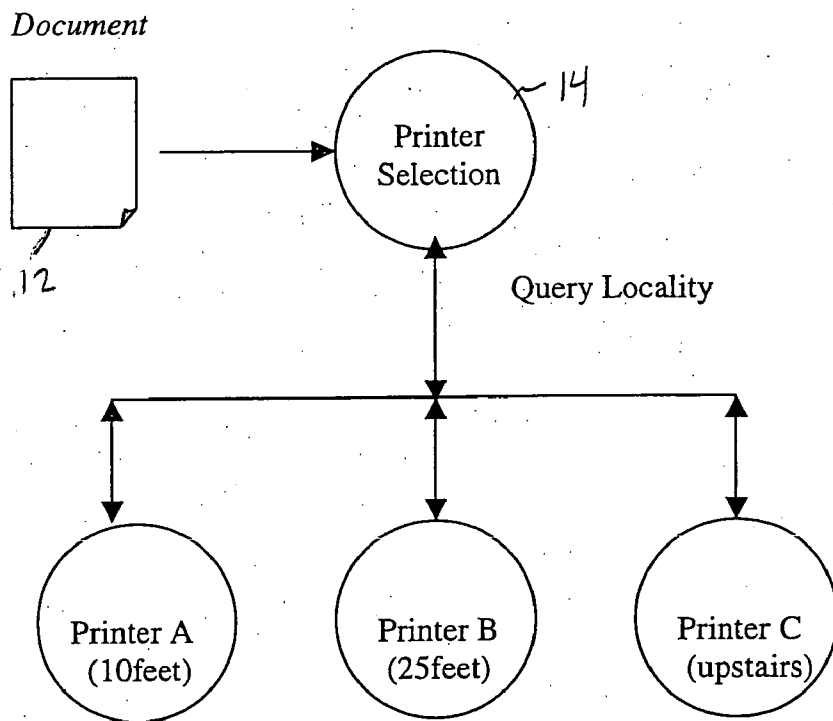 Document
14
Printer
Selection
12
Query Locality
Printer A
(10feet)
Printer B
(25feet)
Printer C
(upstairs)